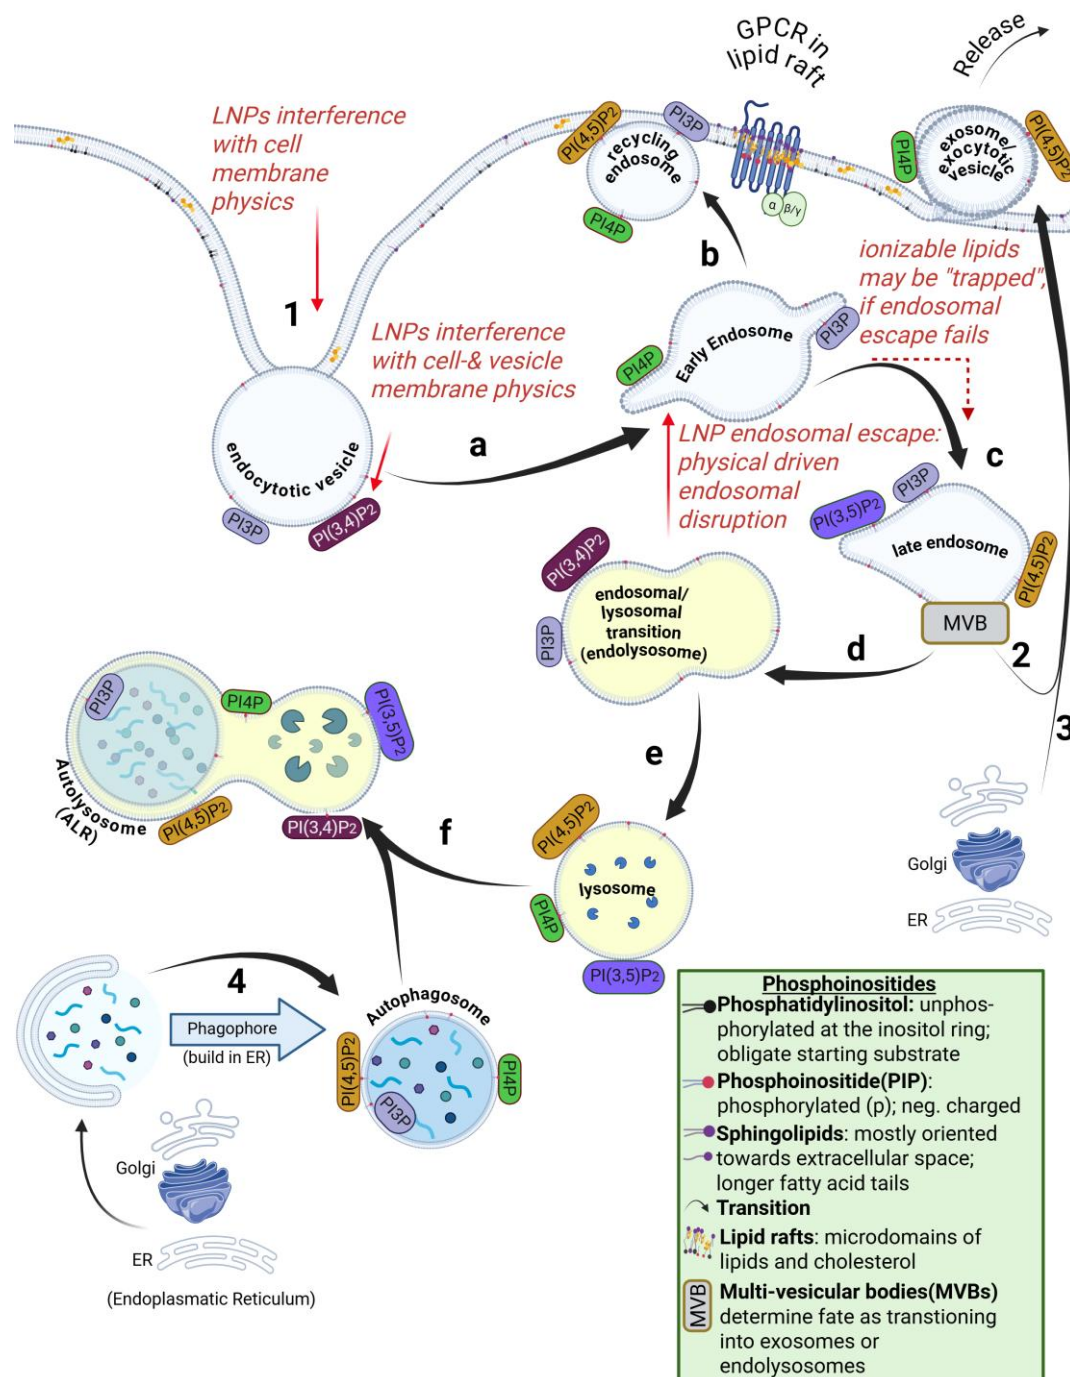 GPCR in
lipid raft
Release
LNPs interference
with cell
membrane
physics
PI(4,5)P2
PI3P
recycling
endosome
PI4P
α
β/γ
PI4P
exosome/
exocytotic
vesicle
PI(4,5)P2
b
ionizable lipids
may be "trapped",
if endosomal
escape fails
1
LNPs interference
with cell-& vesicle
membrane physics
PI4P
Early Endosome
PI3P
endocytotic vesicle
PI3P
PI(3,4)P2
a
LNP endosomal escape:
physical driven
endosomal
disruption
c
PI3P
PI(3,5)P2
late endosome
PI(4,5)P2
MVB
2
PI(3,4)P2
PI3P
endosomal/
lysosomal
transition
(endolysosome)
d
3
PI3P
PI4P
PI(3,5)P2
Autolysosome
(ALR)
PI(4,5)P2
PI(3,4)P2
e
f
PI(4,5)P2
lysosome
PI4P
PI(3,5)P2
Golgi
ER
4
Phagophore
(build in ER)
Autophagosome
PI(4,5)P2
PI3P
PI4P
Golgi
ER
(Endoplasmatic Reticulum)
Phosphoinositides
Phosphatidylinositol: unphos-
phorylated at the inositol ring;
obligate starting substrate
Phosphoinositide(PIP):
phosphorylated (p); neg. charged
Sphingolipids: mostly oriented
towards extracellular space;
longer fatty acid tails
Transition
Lipid rafts: microdomains of
lipids and cholesterol
MVB
Multi-vesicular bodies(MVBs)
determine fate as transtioning
into exosomes or
endolysosomes